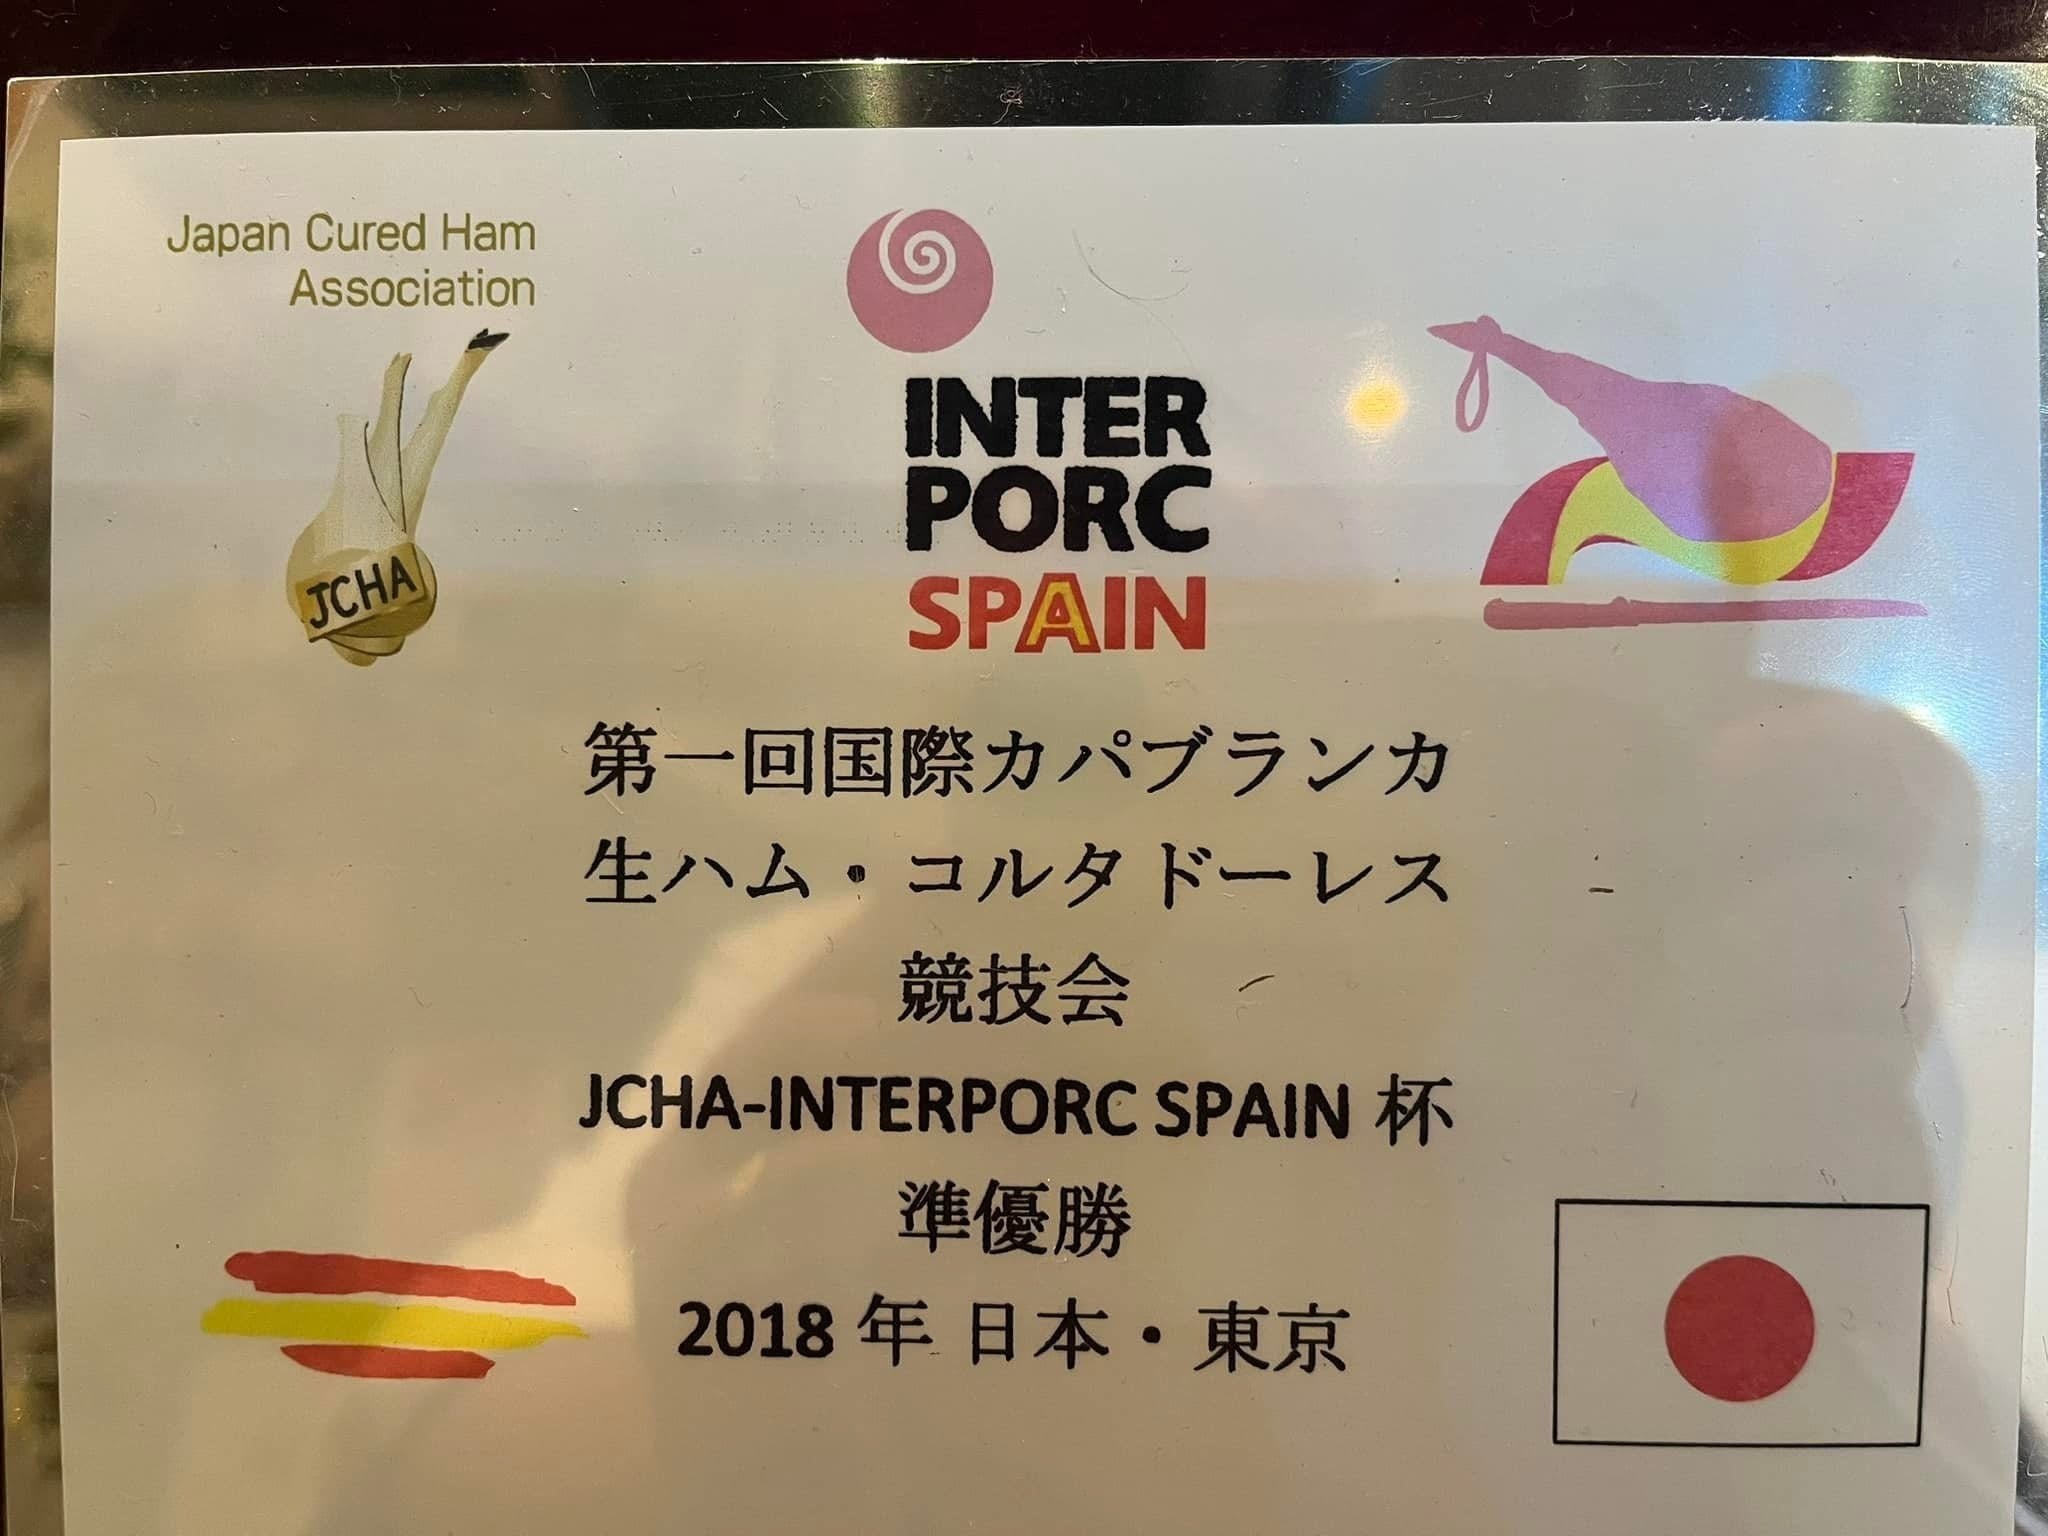 Japan Cured Ham
Association
JCHA
INTER
PORC
SPAIN
第一回国際カパブランカ
生ハム・コルタドーレス
競技会
JCHA-INTERPORC SPAIN 杯
準優勝
2018 年 日本・東京